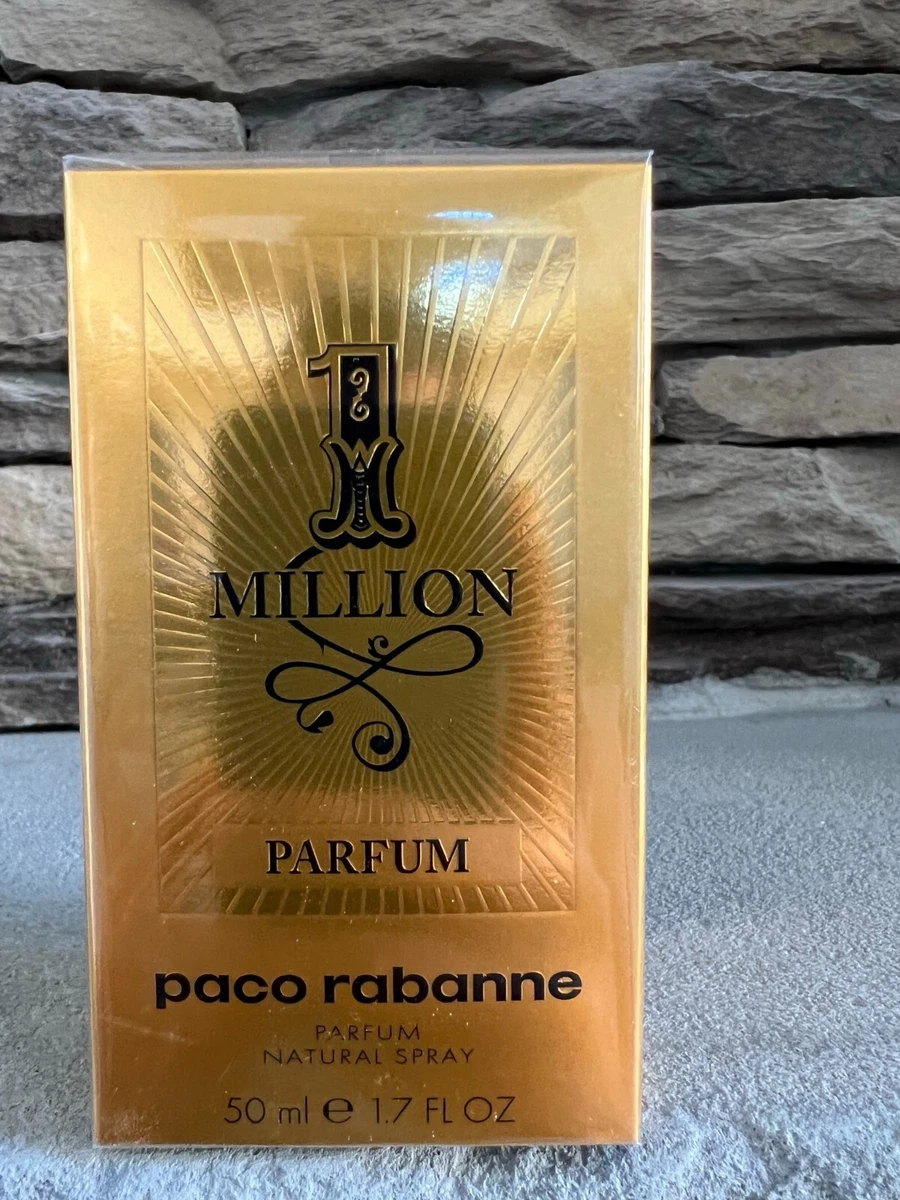 1
MILLION
PARFUM
paco rabanne
PARFUM
NATURAL SPRAY
50 ml ℮ 1.7 FL OZ